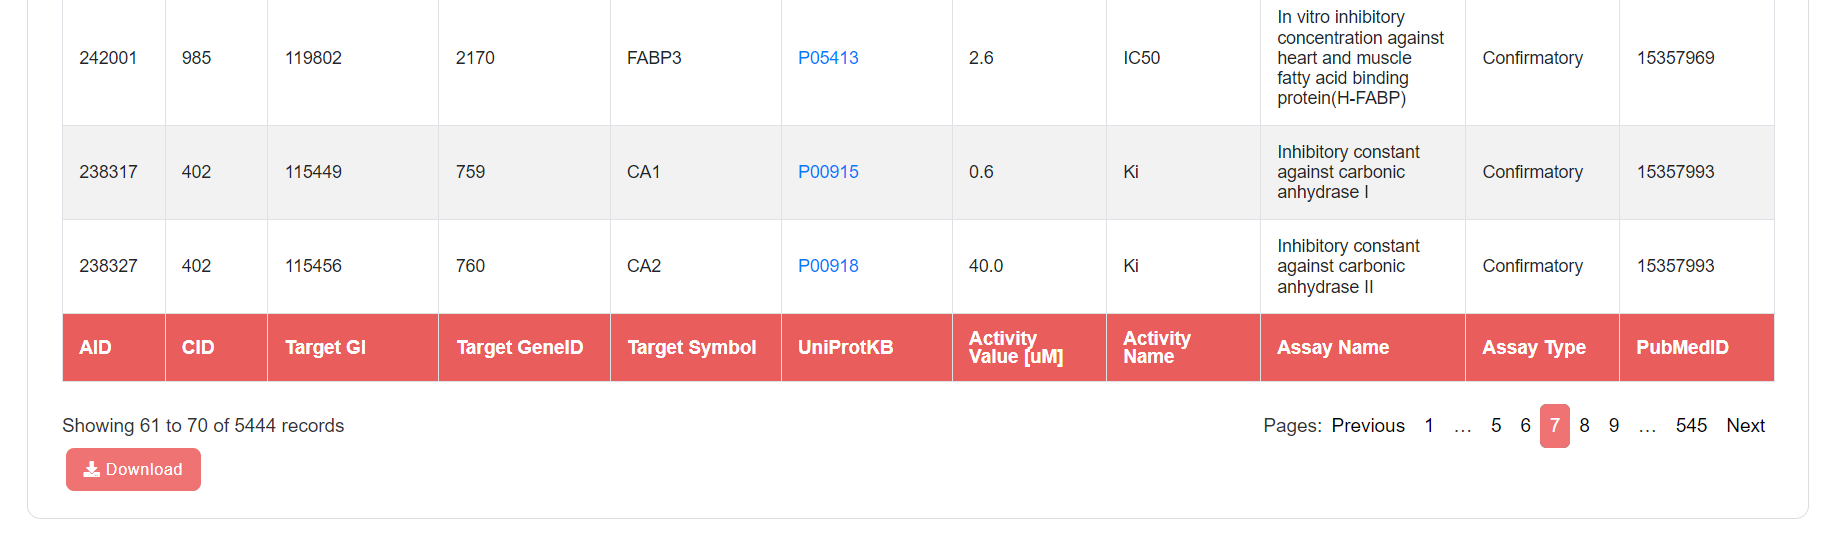 In vitro inhibitory
concentration against
242001 985 119802 2170 FABP3 P05413 2.6 IC50 heart and muscle Confirmatory 15357969
fatty acid binding
protein(H-FABP)
Inhibitory constant
238317 402 115449 759 CA1 P00915 0.6 Ki against carbonic Confirmatory 15357993
anhydrase I
Inhibitory constant
238327 402 115456 760 CA2 P00918 40.0 Ki against carbonic Confirmatory 15357993
anhydrase II
AID CID Target GI Target GeneID Target Symbol UniProtKB Activity Value [uM] Activity Name Assay Name Assay Type PubMedID
Showing 61 to 70 of 5444 records Pages: Previous 1 … 5 6 7 8 9 … 545 Next
Download